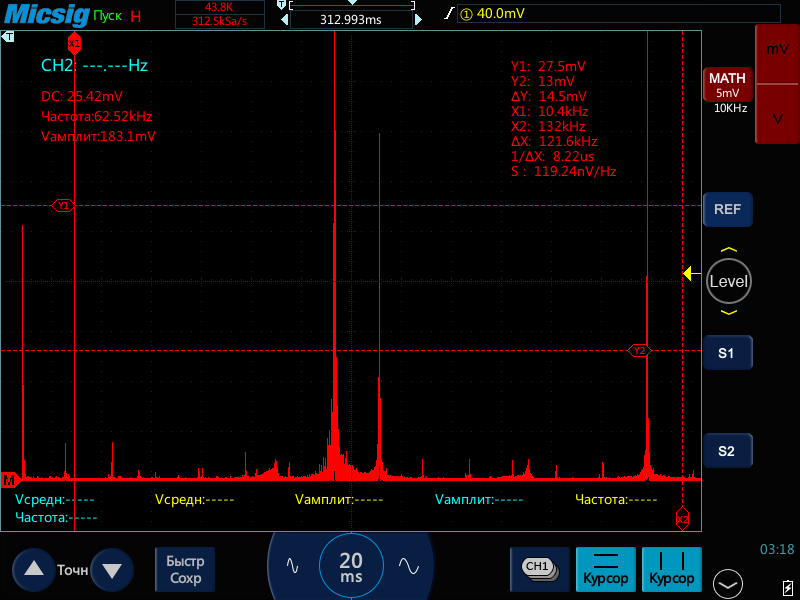 Micsig Пуск H 43.8K 312.5kSa/s T 312.993ms 1 40.0mV
T
X1
CH2: ---.---Hz
DC: 25.42mV
Частота:62.52kHz
Vамплит:183.1mV
Y1: 27.5mV
Y2: 13mV
ΔY: 14.5mV
X1: 10.4kHz
X2: 132kHz
ΔX: 121.6kHz
1/ΔX: 8.22us
S : 119.24nV/Hz
mV
MATH
5mV
10KHz
V
Y1
REF
Level
Y2
S1
S2
M
Vсредн:----- Vсредн:----- Vамплит:----- Vамплит:----- Частота:-----
Частота:-----
X2
Точн
Быстр
Сохр
20
ms
CH1
Курсор
Курсор
03:18